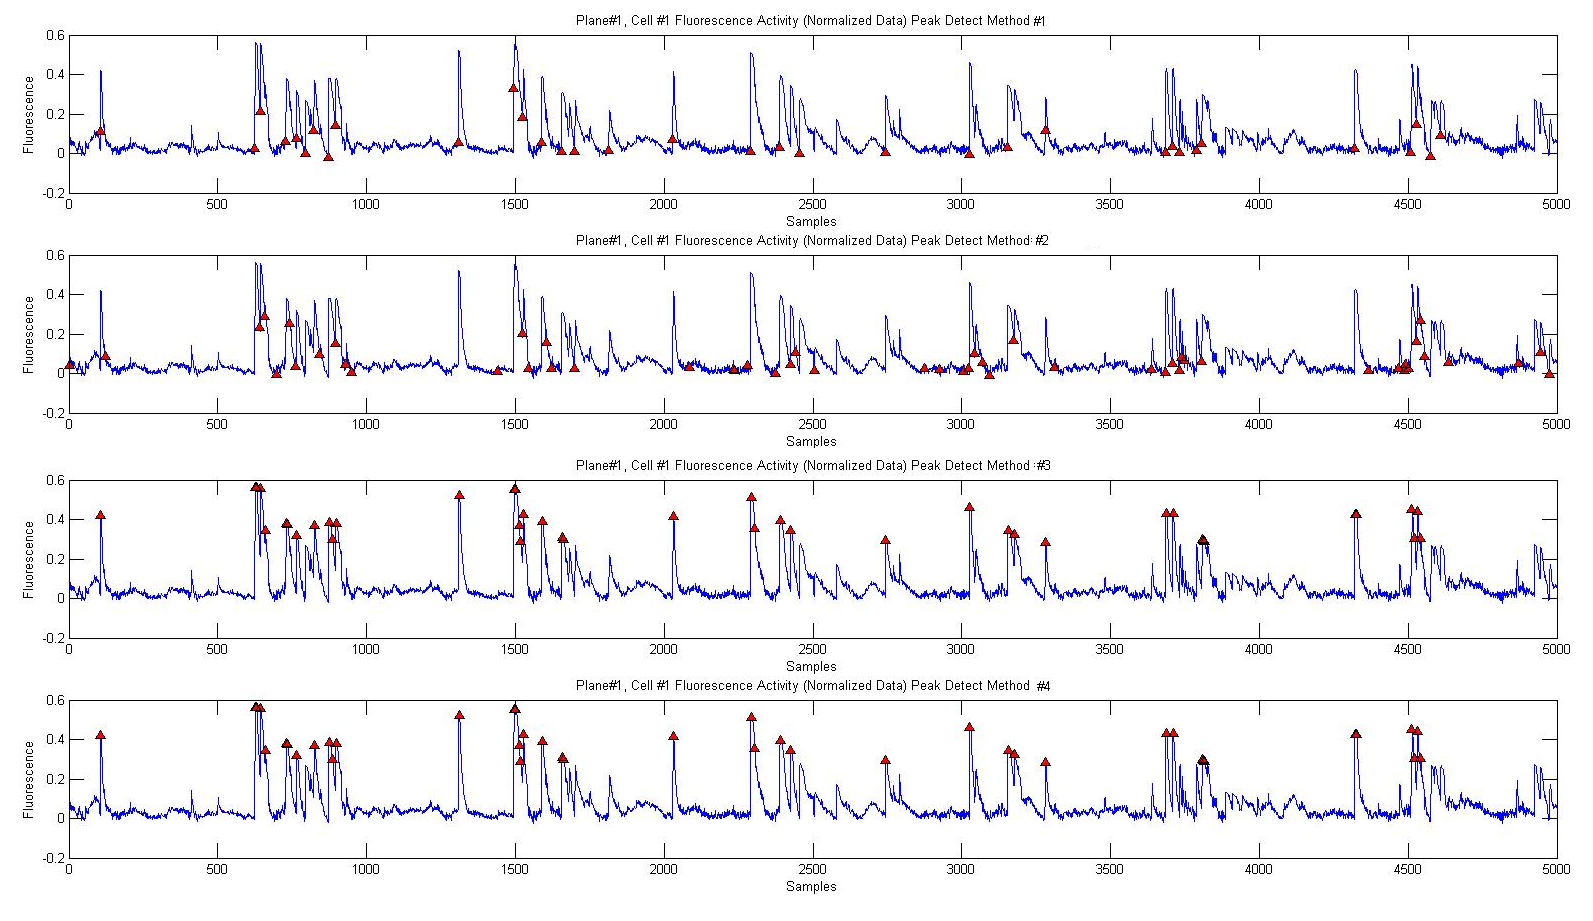 Plane#1, Cell #1 Fluorescence Activity (Normalized Data) Peak Detect Method #1
0.6
0.4
0.2
0
-0.2
Fluorescence
0 500 1000 1500 2000 2500 3000 3500 4000 4500 5000
Samples
Plane#1, Cell #1 Fluorescence Activity (Normalized Data) Peak Detect Method #2
0.6
0.4
0.2
0
-0.2
Fluorescence
0 500 1000 1500 2000 2500 3000 3500 4000 4500 5000
Samples
Plane#1, Cell #1 Fluorescence Activity (Normalized Data) Peak Detect Method #3
0.6
0.4
0.2
0
-0.2
Fluorescence
0 500 1000 1500 2000 2500 3000 3500 4000 4500 5000
Samples
Plane#1, Cell #1 Fluorescence Activity (Normalized Data) Peak Detect Method #4
0.6
0.4
0.2
0
-0.2
Fluorescence
0 500 1000 1500 2000 2500 3000 3500 4000 4500 5000
Samples